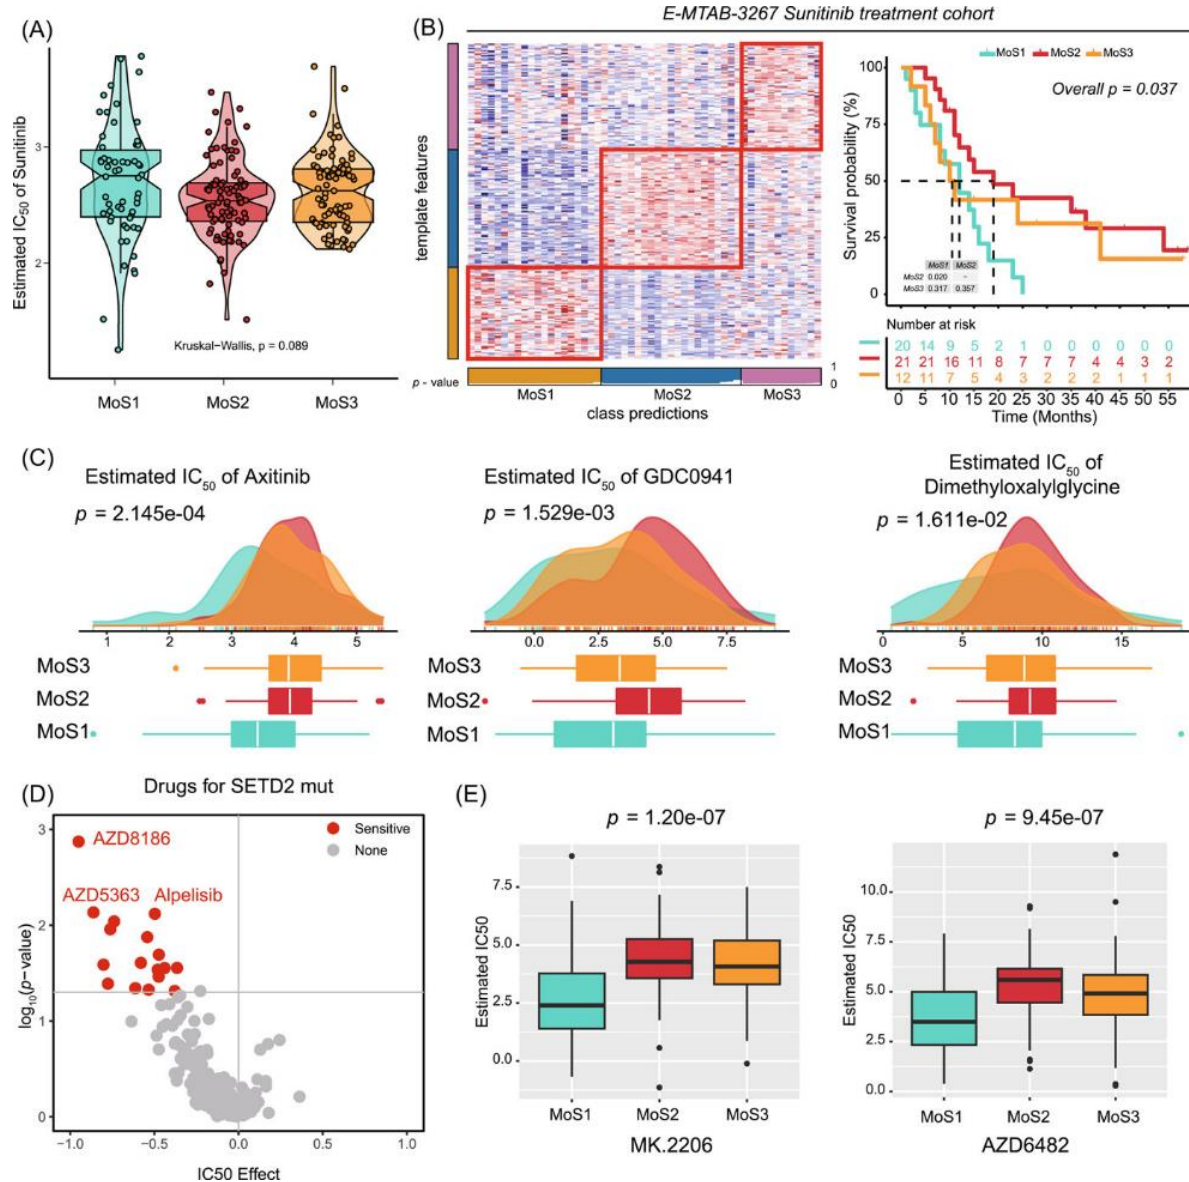 (A)
Estimated IC50 of Sunitinib
3
2
Kruskal-Wallis, p = 0.089
MoS1 MoS2 MoS3
(B)
E-MTAB-3267 Sunitinib treatment cohort
template features
p - value
1
0
MoS1 MoS2 MoS3
class predictions
MoS1 MoS2 MoS3
Overall p = 0.037
Survival probability (%)
100
75
50
25
0
MoS1 MoS2
MoS2 0.020 –
MoS3 0.317 0.357
Number at risk
20 14 9 5 2 1 0 0 0 0 0 0
21 21 16 11 8 7 7 7 4 4 3 2
12 11 7 5 4 3 2 2 2 1 1 1
0 5 10 15 20 25 30 35 40 45 50 55
Time (Months)
(C)
Estimated IC50 of Axitinib
p = 2.145e-04
1 2 3 4 5
MoS3
MoS2
MoS1
Estimated IC50 of GDC0941
p = 1.529e-03
0.0 2.5 5.0 7.5
MoS3
MoS2
MoS1
Estimated IC50 of
Dimethyloxalylglycine
p = 1.611e-02
5 10 15
MoS3
MoS2
MoS1
(D)
Drugs for SETD2 mut
Sensitive
None
AZD8186
AZD5363 Alpelisib
log10(p-value)
3
2
1
0
−1.0 −0.5 0.0 0.5 1.0
IC50 Effect
(E)
p = 1.20e-07
Estimated IC50
7.5
5.0
2.5
0.0
MoS1 MoS2 MoS3
MK.2206
p = 9.45e-07
Estimated IC50
10.0
7.5
5.0
2.5
0.0
MoS1 MoS2 MoS3
AZD6482